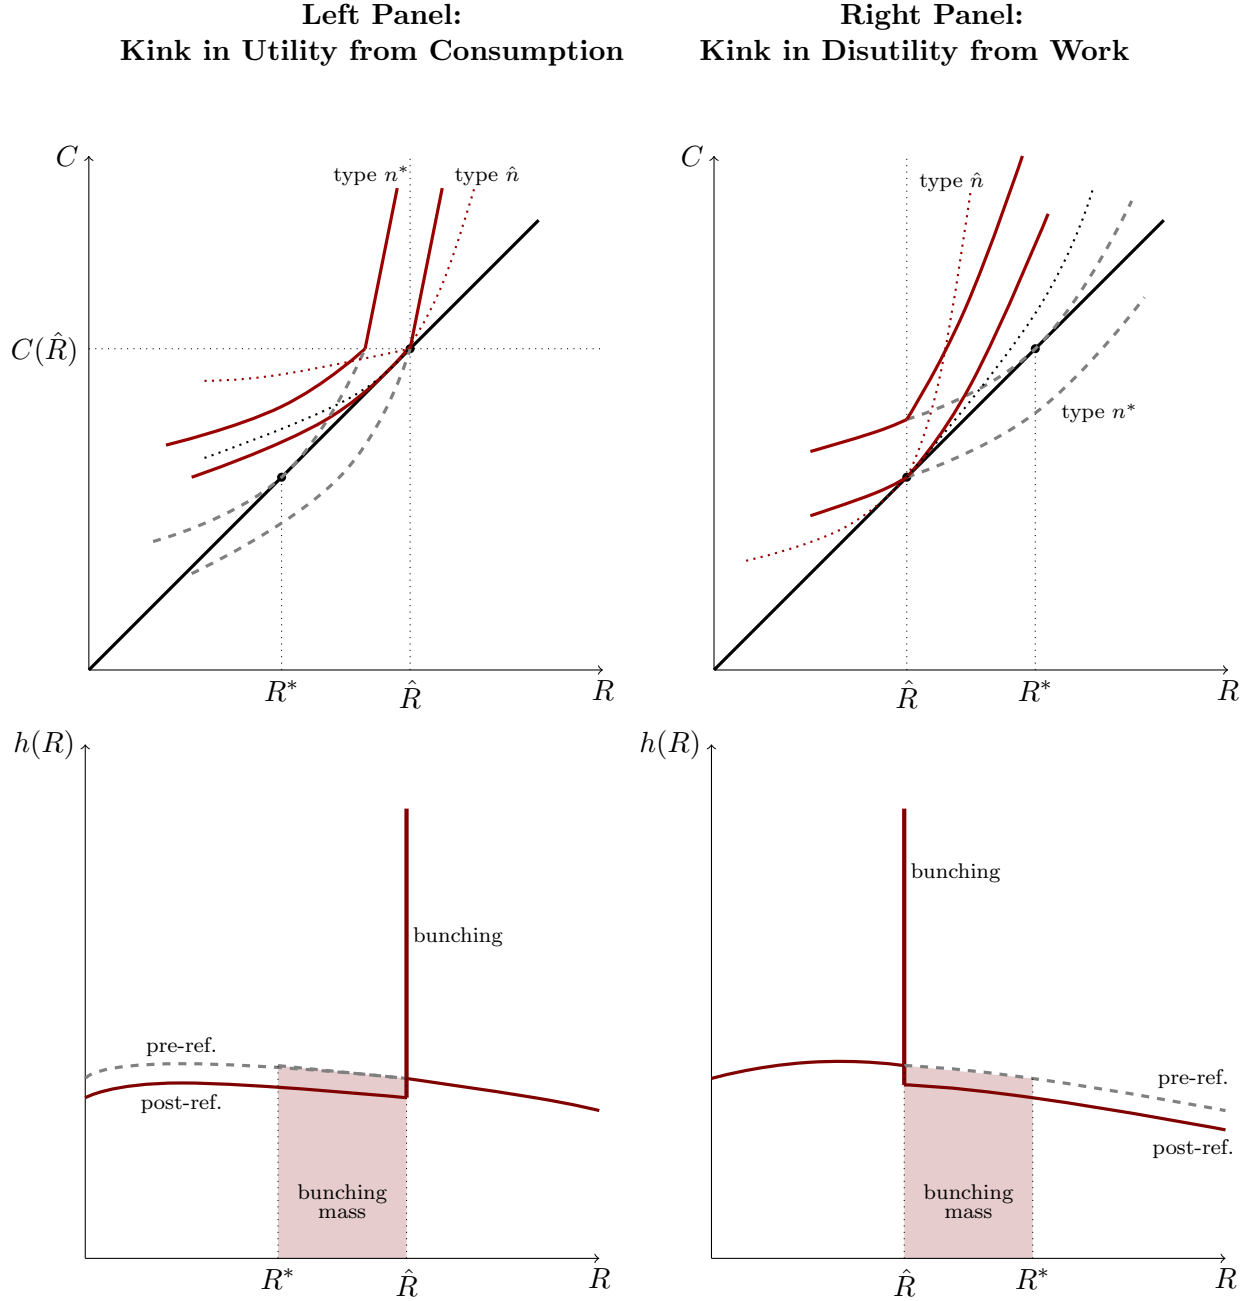 Left Panel:
Kink in Utility from Consumption
Right Panel:
Kink in Disutility from Work
C
type n*
type n̂
C(R̂)
R*
R̂
R
C
type n̂
type n*
R̂
R*
R
h(R)
bunching
pre-ref.
post-ref.
bunching
mass
R*
R̂
R
h(R)
bunching
pre-ref.
post-ref.
bunching
mass
R̂
R*
R